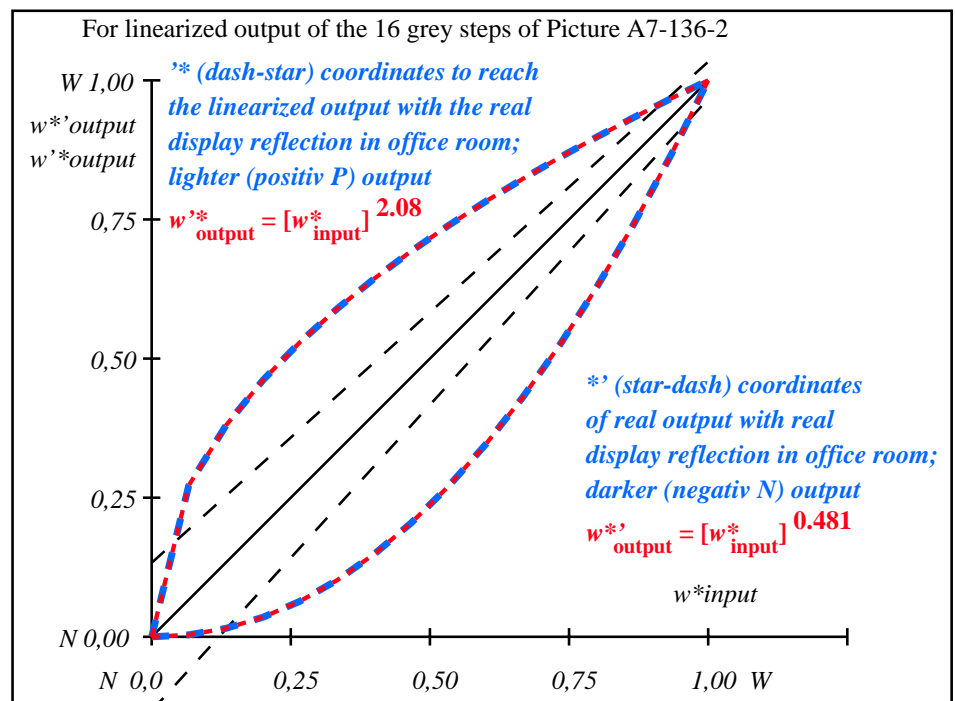 For linearized output of the 16 grey steps of Picture A7-136-2
’* (dash-star) coordinates to reach
the linearized output with the real
display reflection in office room;
lighter (positiv P) output
w’*output = [w*input] 2.08
W 1,00
w*’output
w’*output
0,75
0,50
0,25
N 0,00
*’ (star-dash) coordinates
of real output with real
display reflection in office room;
darker (negativ N) output
w*’output = [w*input] 0.481
w*input
N 0,0 0,25 0,50 0,75 1,00 W